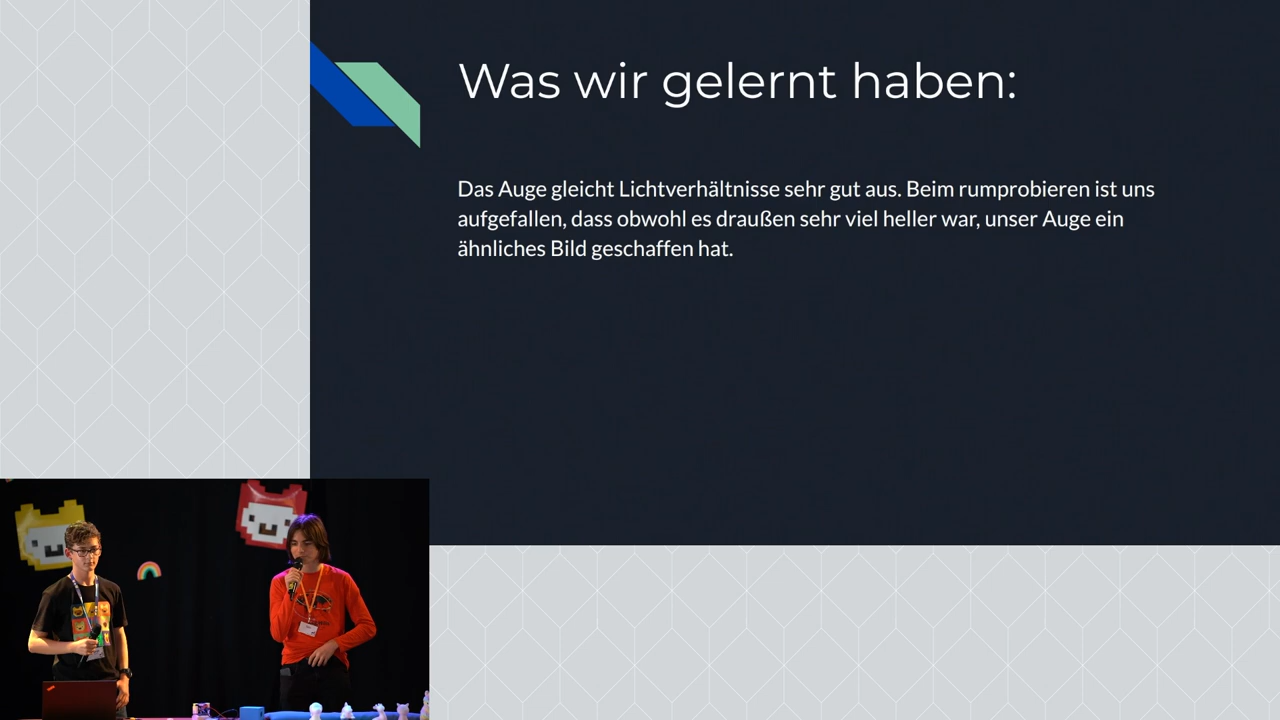 Was wir gelernt haben:
Das Auge gleicht Lichtverhältnisse sehr gut aus. Beim rumprobieren ist uns
aufgefallen, dass obwohl es draußen sehr viel heller war, unser Auge ein
ähnliches Bild geschaffen hat.